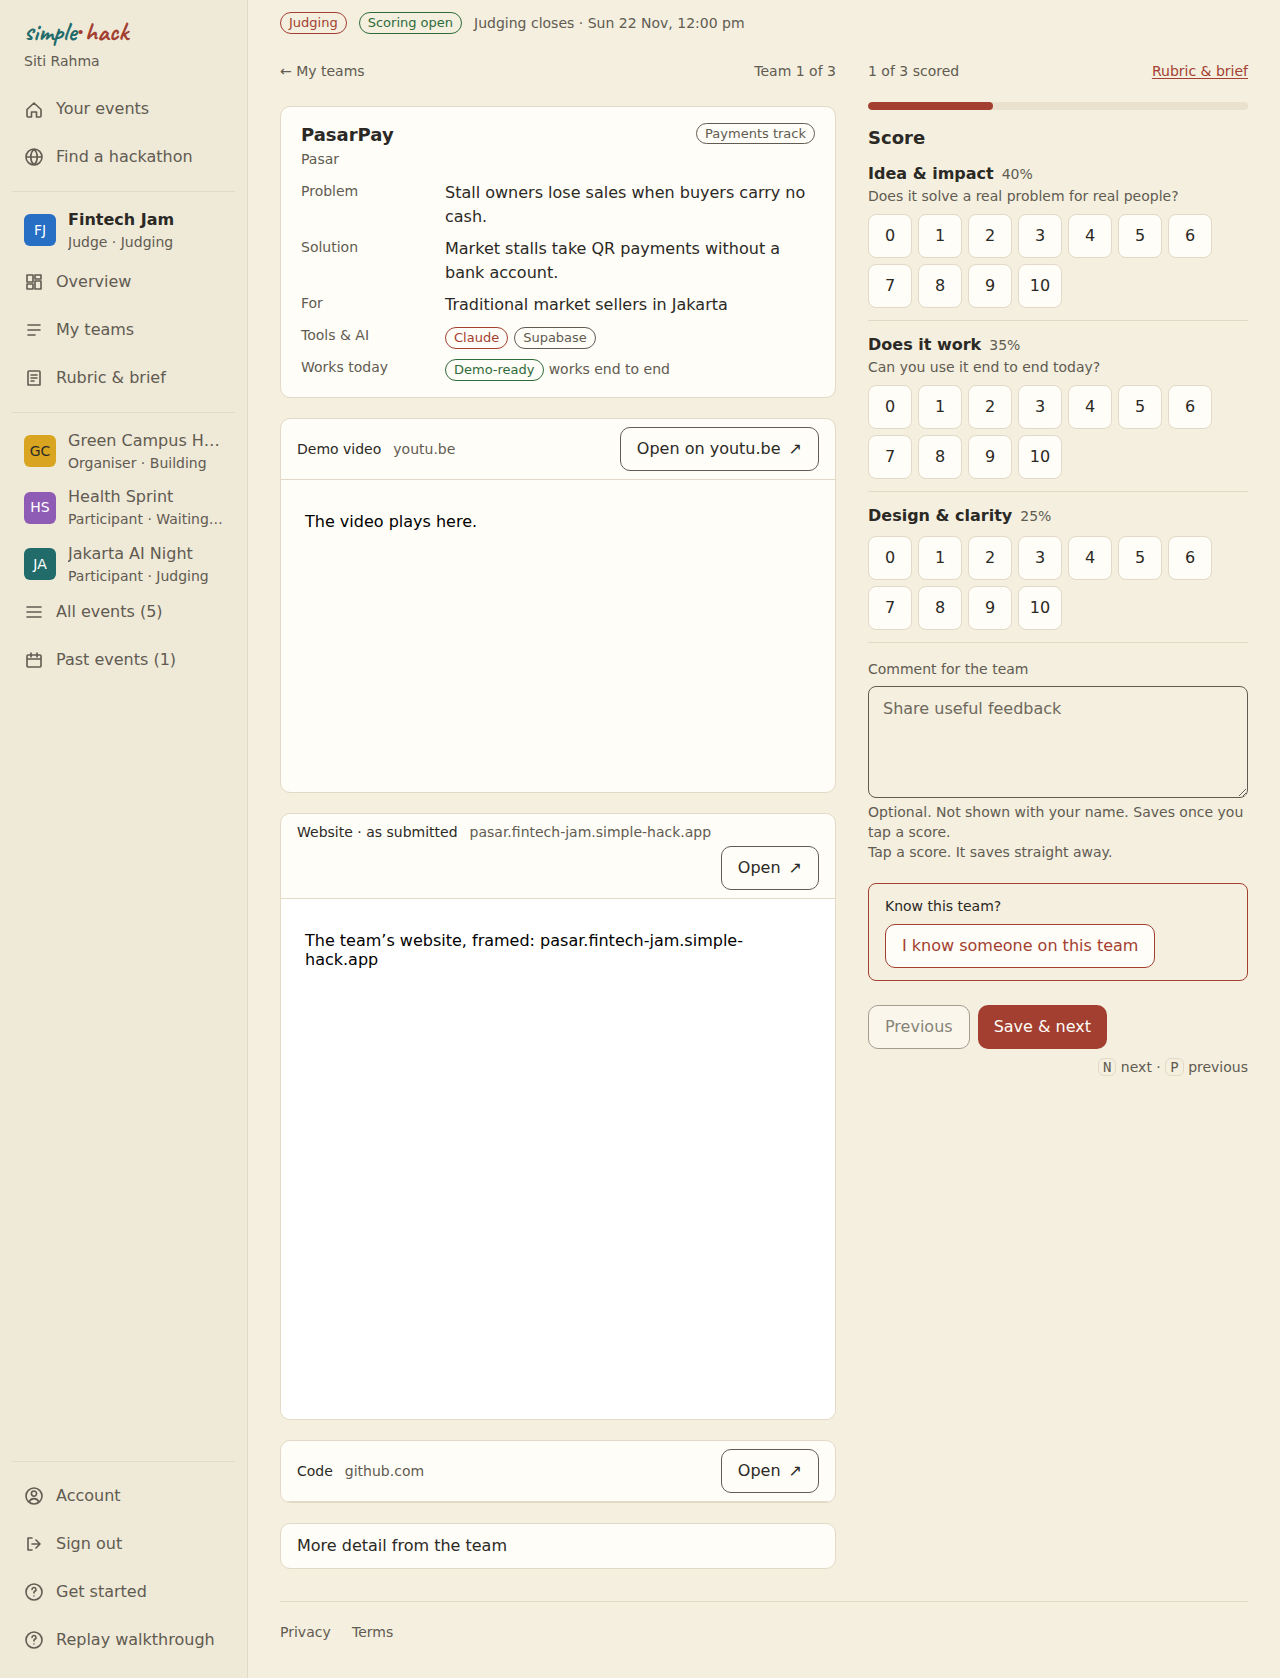 simple·hack
Siti Rahma
Your events
Find a hackathon
FJ
Fintech Jam
Judge · Judging
Overview
My teams
Rubric & brief
GC
Green Campus H...
Organiser · Building
HS
Health Sprint
Participant · Waiting...
JA
Jakarta AI Night
Participant · Judging
All events (5)
Past events (1)
Account
Sign out
Get started
Replay walkthrough
Judging Scoring open Judging closes · Sun 22 Nov, 12:00 pm
← My teams Team 1 of 3
PasarPay Payments track
Pasar
Problem Stall owners lose sales when buyers carry no
cash.
Solution Market stalls take QR payments without a
bank account.
For Traditional market sellers in Jakarta
Tools & AI Claude Supabase
Works today Demo-ready works end to end
Demo video youtu.be Open on youtu.be ↗
The video plays here.
Website · as submitted pasar.fintech-jam.simple-hack.app
Open ↗
The team’s website, framed: pasar.fintech-jam.simple-
hack.app
Code github.com Open ↗
More detail from the team
1 of 3 scored Rubric & brief
Score
Idea & impact 40%
Does it solve a real problem for real people?
0 1 2 3 4 5 6
7 8 9 10
Does it work 35%
Can you use it end to end today?
0 1 2 3 4 5 6
7 8 9 10
Design & clarity 25%
0 1 2 3 4 5 6
7 8 9 10
Comment for the team
Share useful feedback
Optional. Not shown with your name. Saves once you
tap a score.
Tap a score. It saves straight away.
Know this team?
I know someone on this team
Previous Save & next
N next · P previous
Privacy Terms